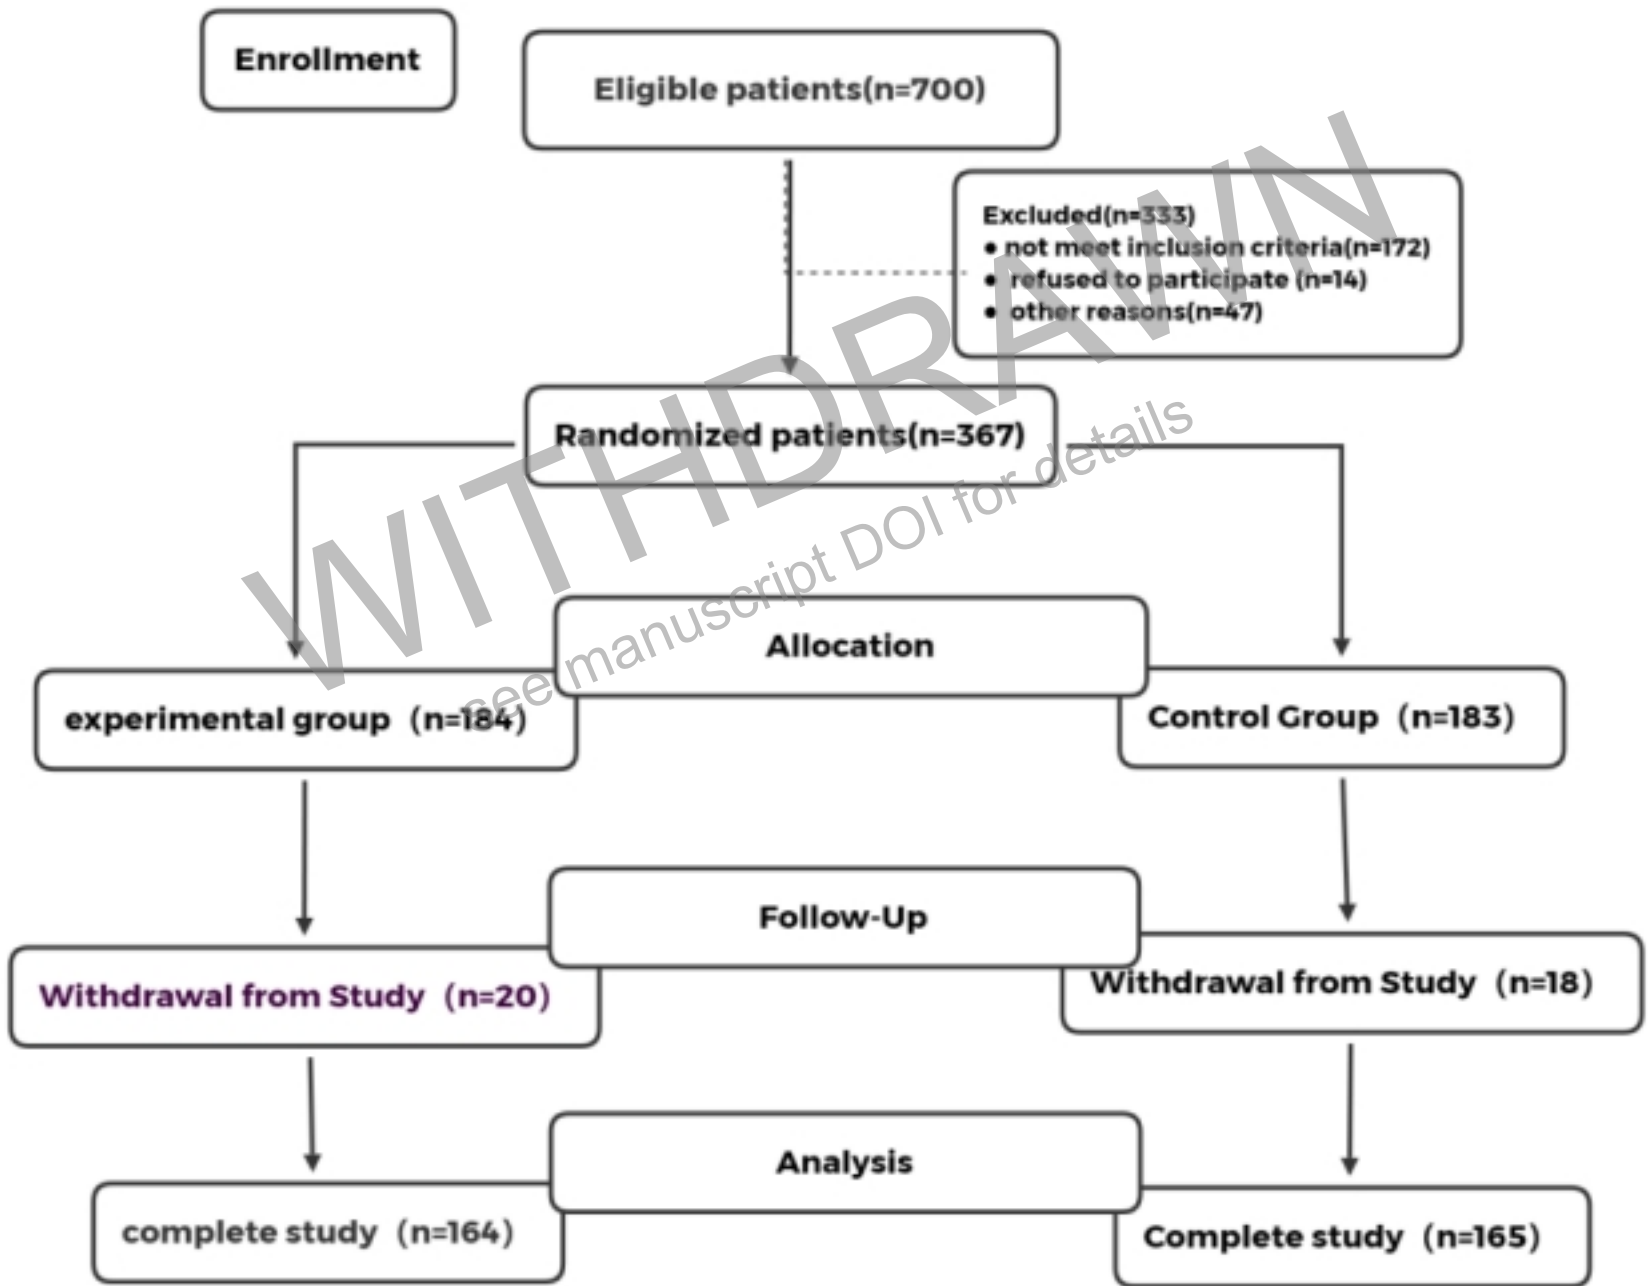 Enrollment
Eligible patients(n=700)
Excluded(n=333)
● not meet inclusion criteria(n=172)
● refused to participate (n=14)
● other reasons(n=47)
Randomized patients(n=367)
WITHDRAWN
see manuscript DOI for details
Allocation
experimental group（n=184）
Control Group（n=183）
Follow-Up
Withdrawal from Study（n=20）
Withdrawal from Study（n=18）
Analysis
complete study（n=164）
Complete study（n=165）